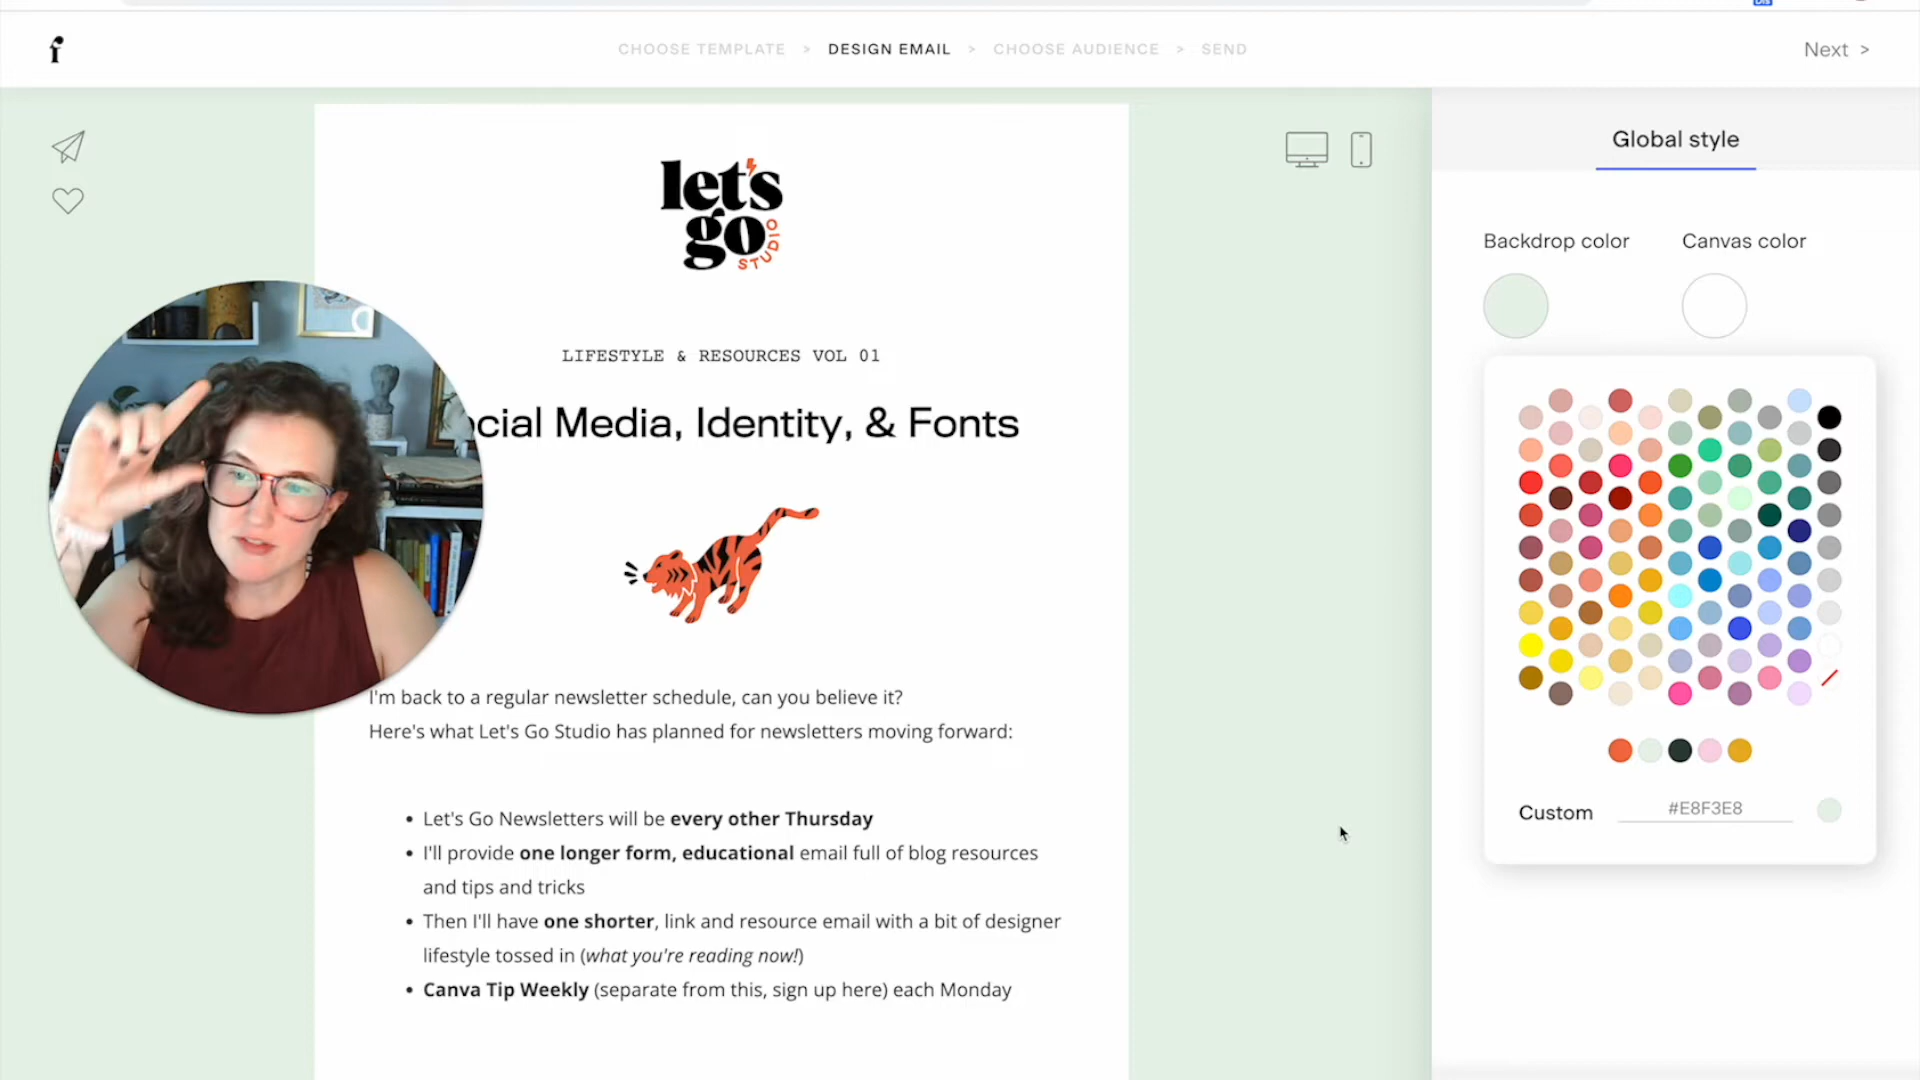 CHOOSE TEMPLATE > DESIGN EMAIL > CHOOSE AUDIENCE > SEND
Next >
let's
go
STUDIO
LIFESTYLE & RESOURCES VOL 01
cial Media, Identity, & Fonts
I'm back to a regular newsletter schedule, can you believe it?
Here's what Let's Go Studio has planned for newsletters moving forward:
• Let's Go Newsletters will be every other Thursday
• I'll provide one longer form, educational email full of blog resources
and tips and tricks
• Then I'll have one shorter, link and resource email with a bit of designer
lifestyle tossed in (what you're reading now!)
• Canva Tip Weekly (separate from this, sign up here) each Monday
Global style
Backdrop color
Canvas color
Custom
#E8F3E8